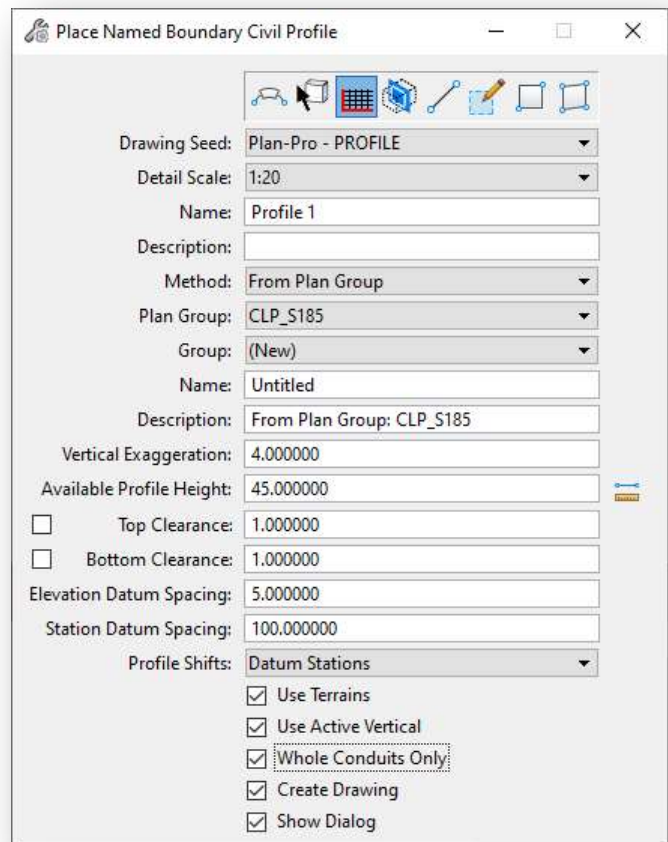 Place Named Boundary Civil Profile
Drawing Seed: Plan-Pro - PROFILE
Detail Scale: 1:20
Name: Profile 1
Description:
Method: From Plan Group
Plan Group: CLP_S185
Group: (New)
Name: Untitled
Description: From Plan Group: CLP_S185
Vertical Exaggeration: 4.000000
Available Profile Height: 45.000000
Top Clearance: 1.000000
Bottom Clearance: 1.000000
Elevation Datum Spacing: 5.000000
Station Datum Spacing: 100.000000
Profile Shifts: Datum Stations
Use Terrains
Use Active Vertical
Whole Conduits Only
Create Drawing
Show Dialog